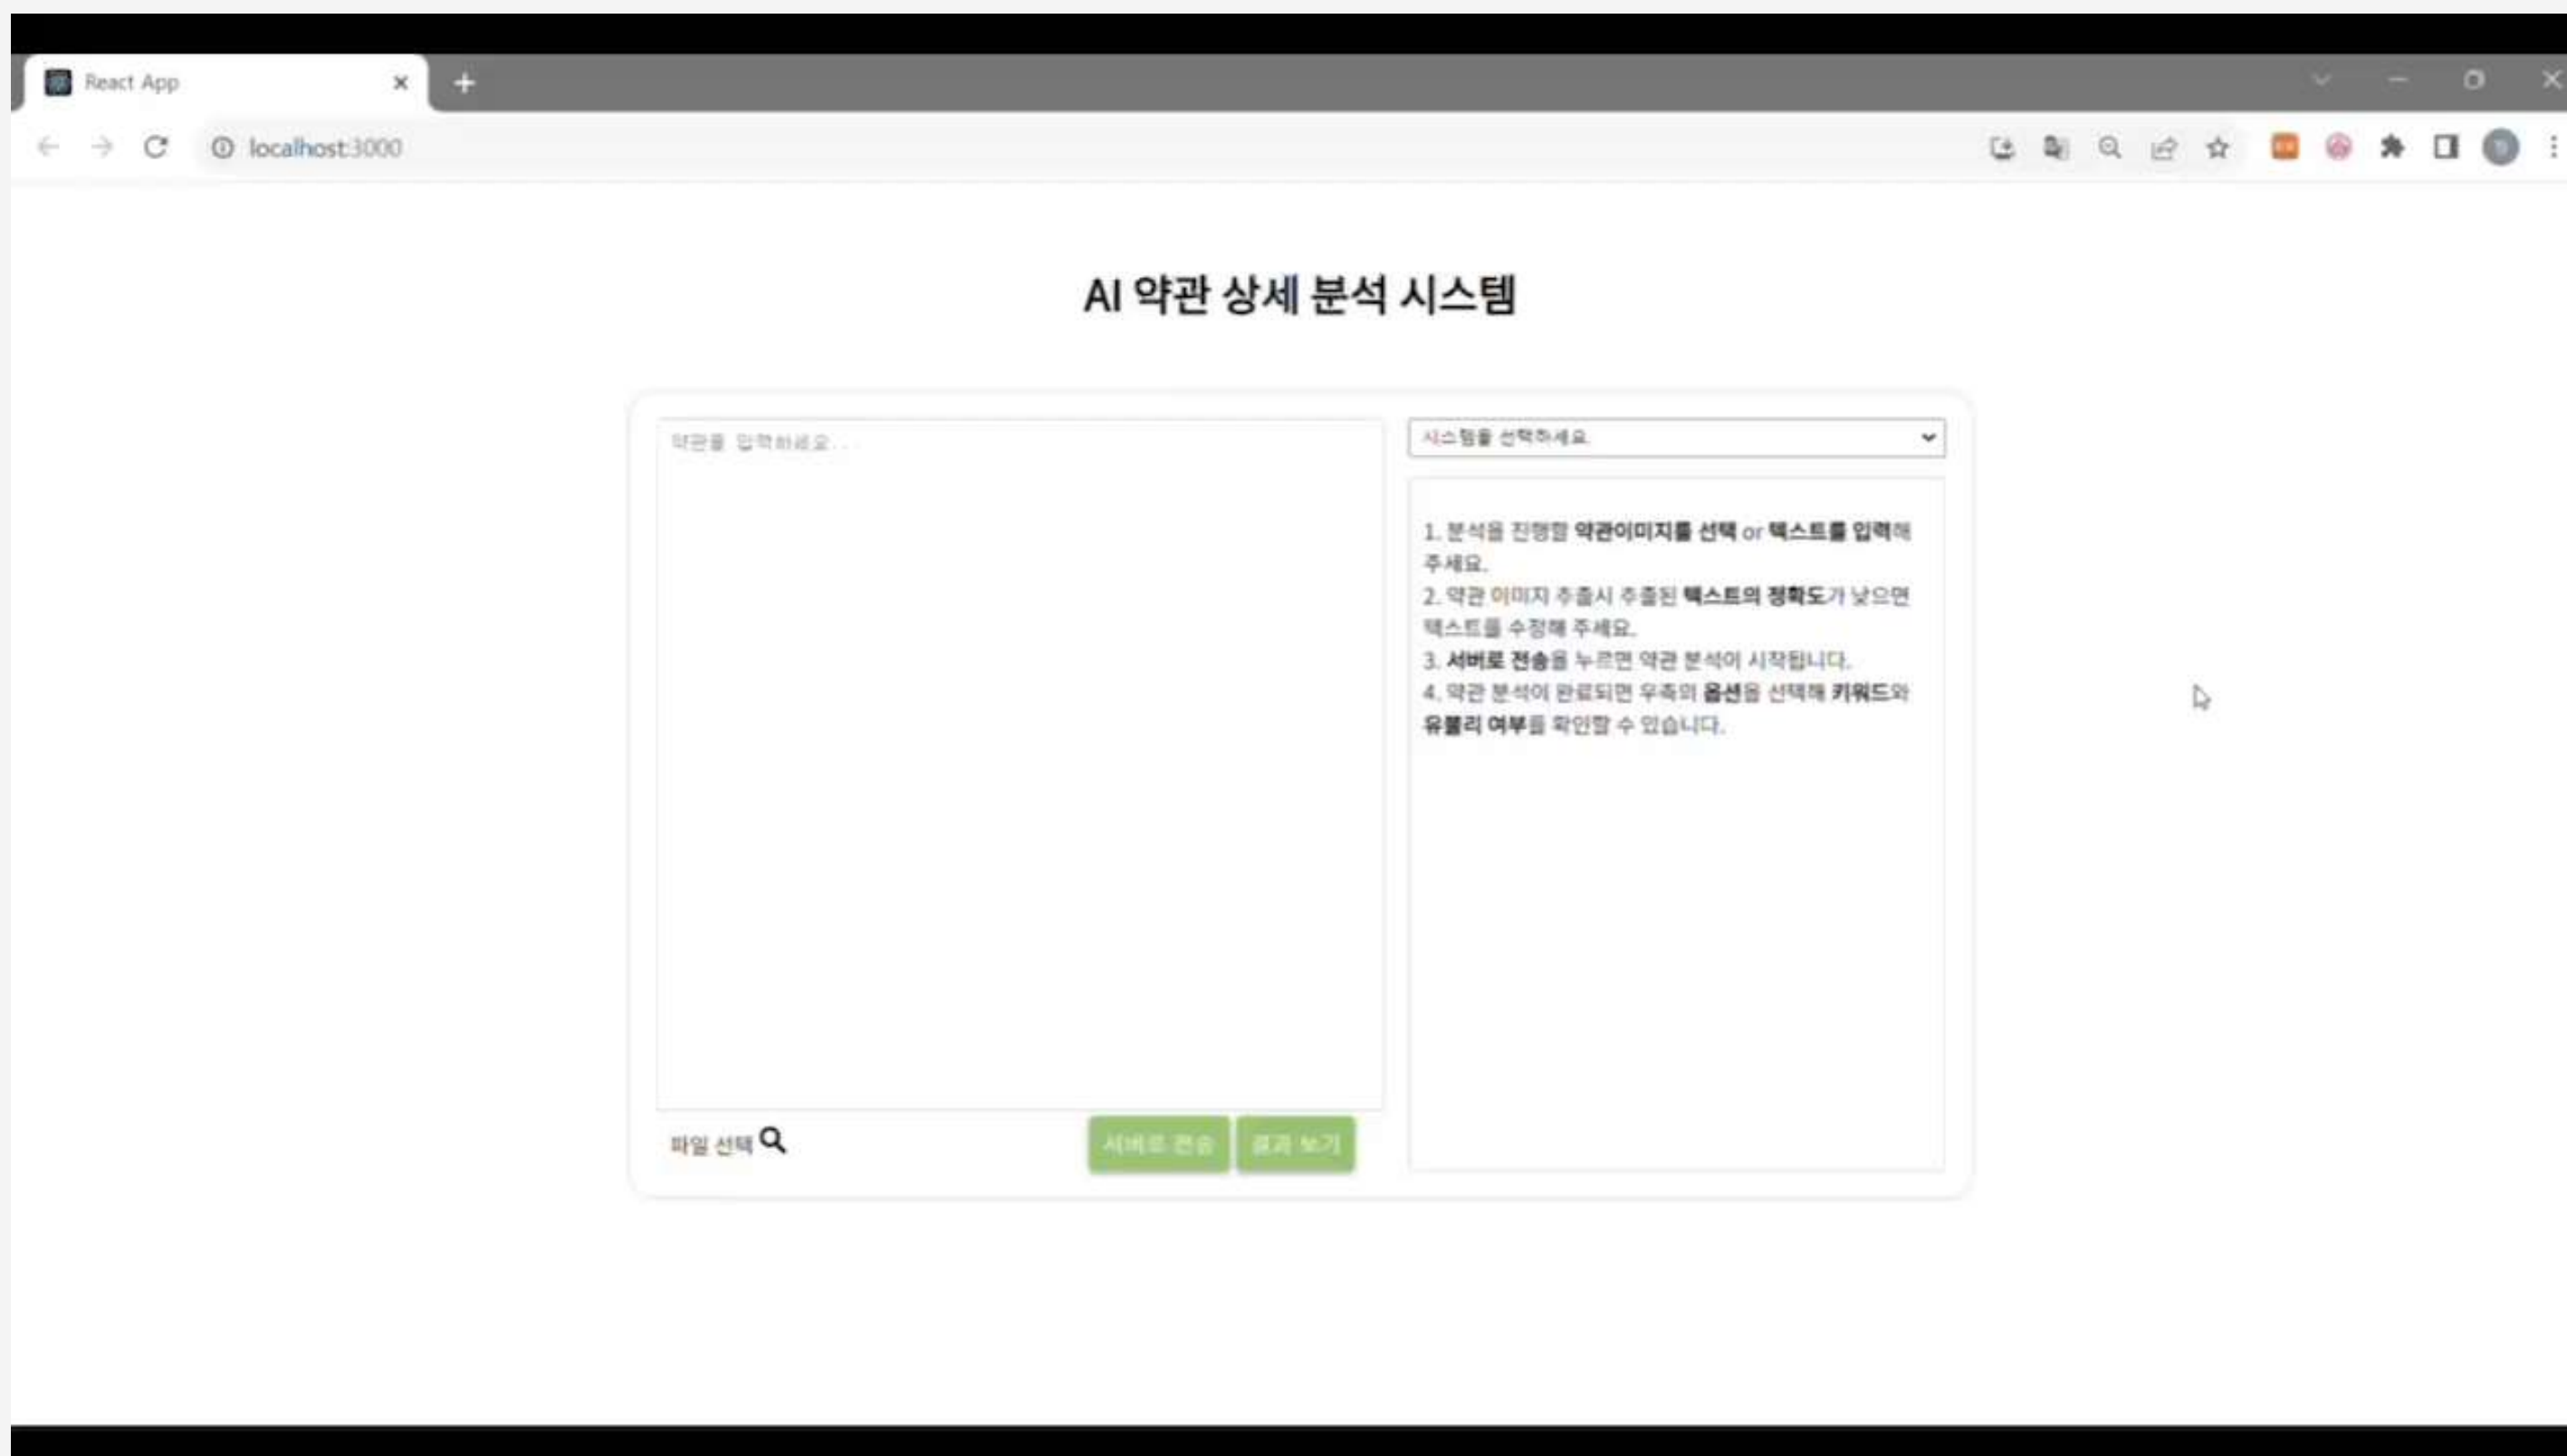 React App
localhost:3000
AI 약관 상세 분석 시스템
약관을 입력하세요...
시스템을 선택하세요
1. 분석을 진행할 약관이미지를 선택 or 텍스트를 입력해
주세요.
2. 약관 이미지 추출시 추출된 텍스트의 정확도가 낮으면
텍스트를 수정해 주세요.
3. 서버로 전송을 누르면 약관 분석이 시작됩니다.
4. 약관 분석이 완료되면 우측의 옵션을 선택해 키워드와
유불리 여부를 확인할 수 있습니다.
파일 선택
서버로 전송
결과 보기